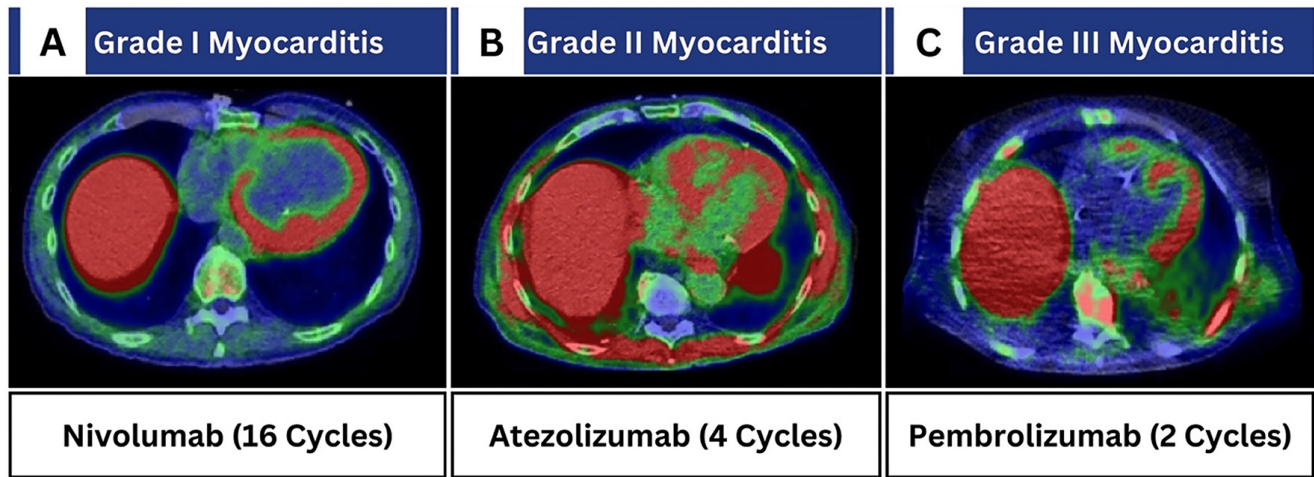 A Grade I Myocarditis
B Grade II Myocarditis
C Grade III Myocarditis
Nivolumab (16 Cycles)
Atezolizumab (4 Cycles)
Pembrolizumab (2 Cycles)